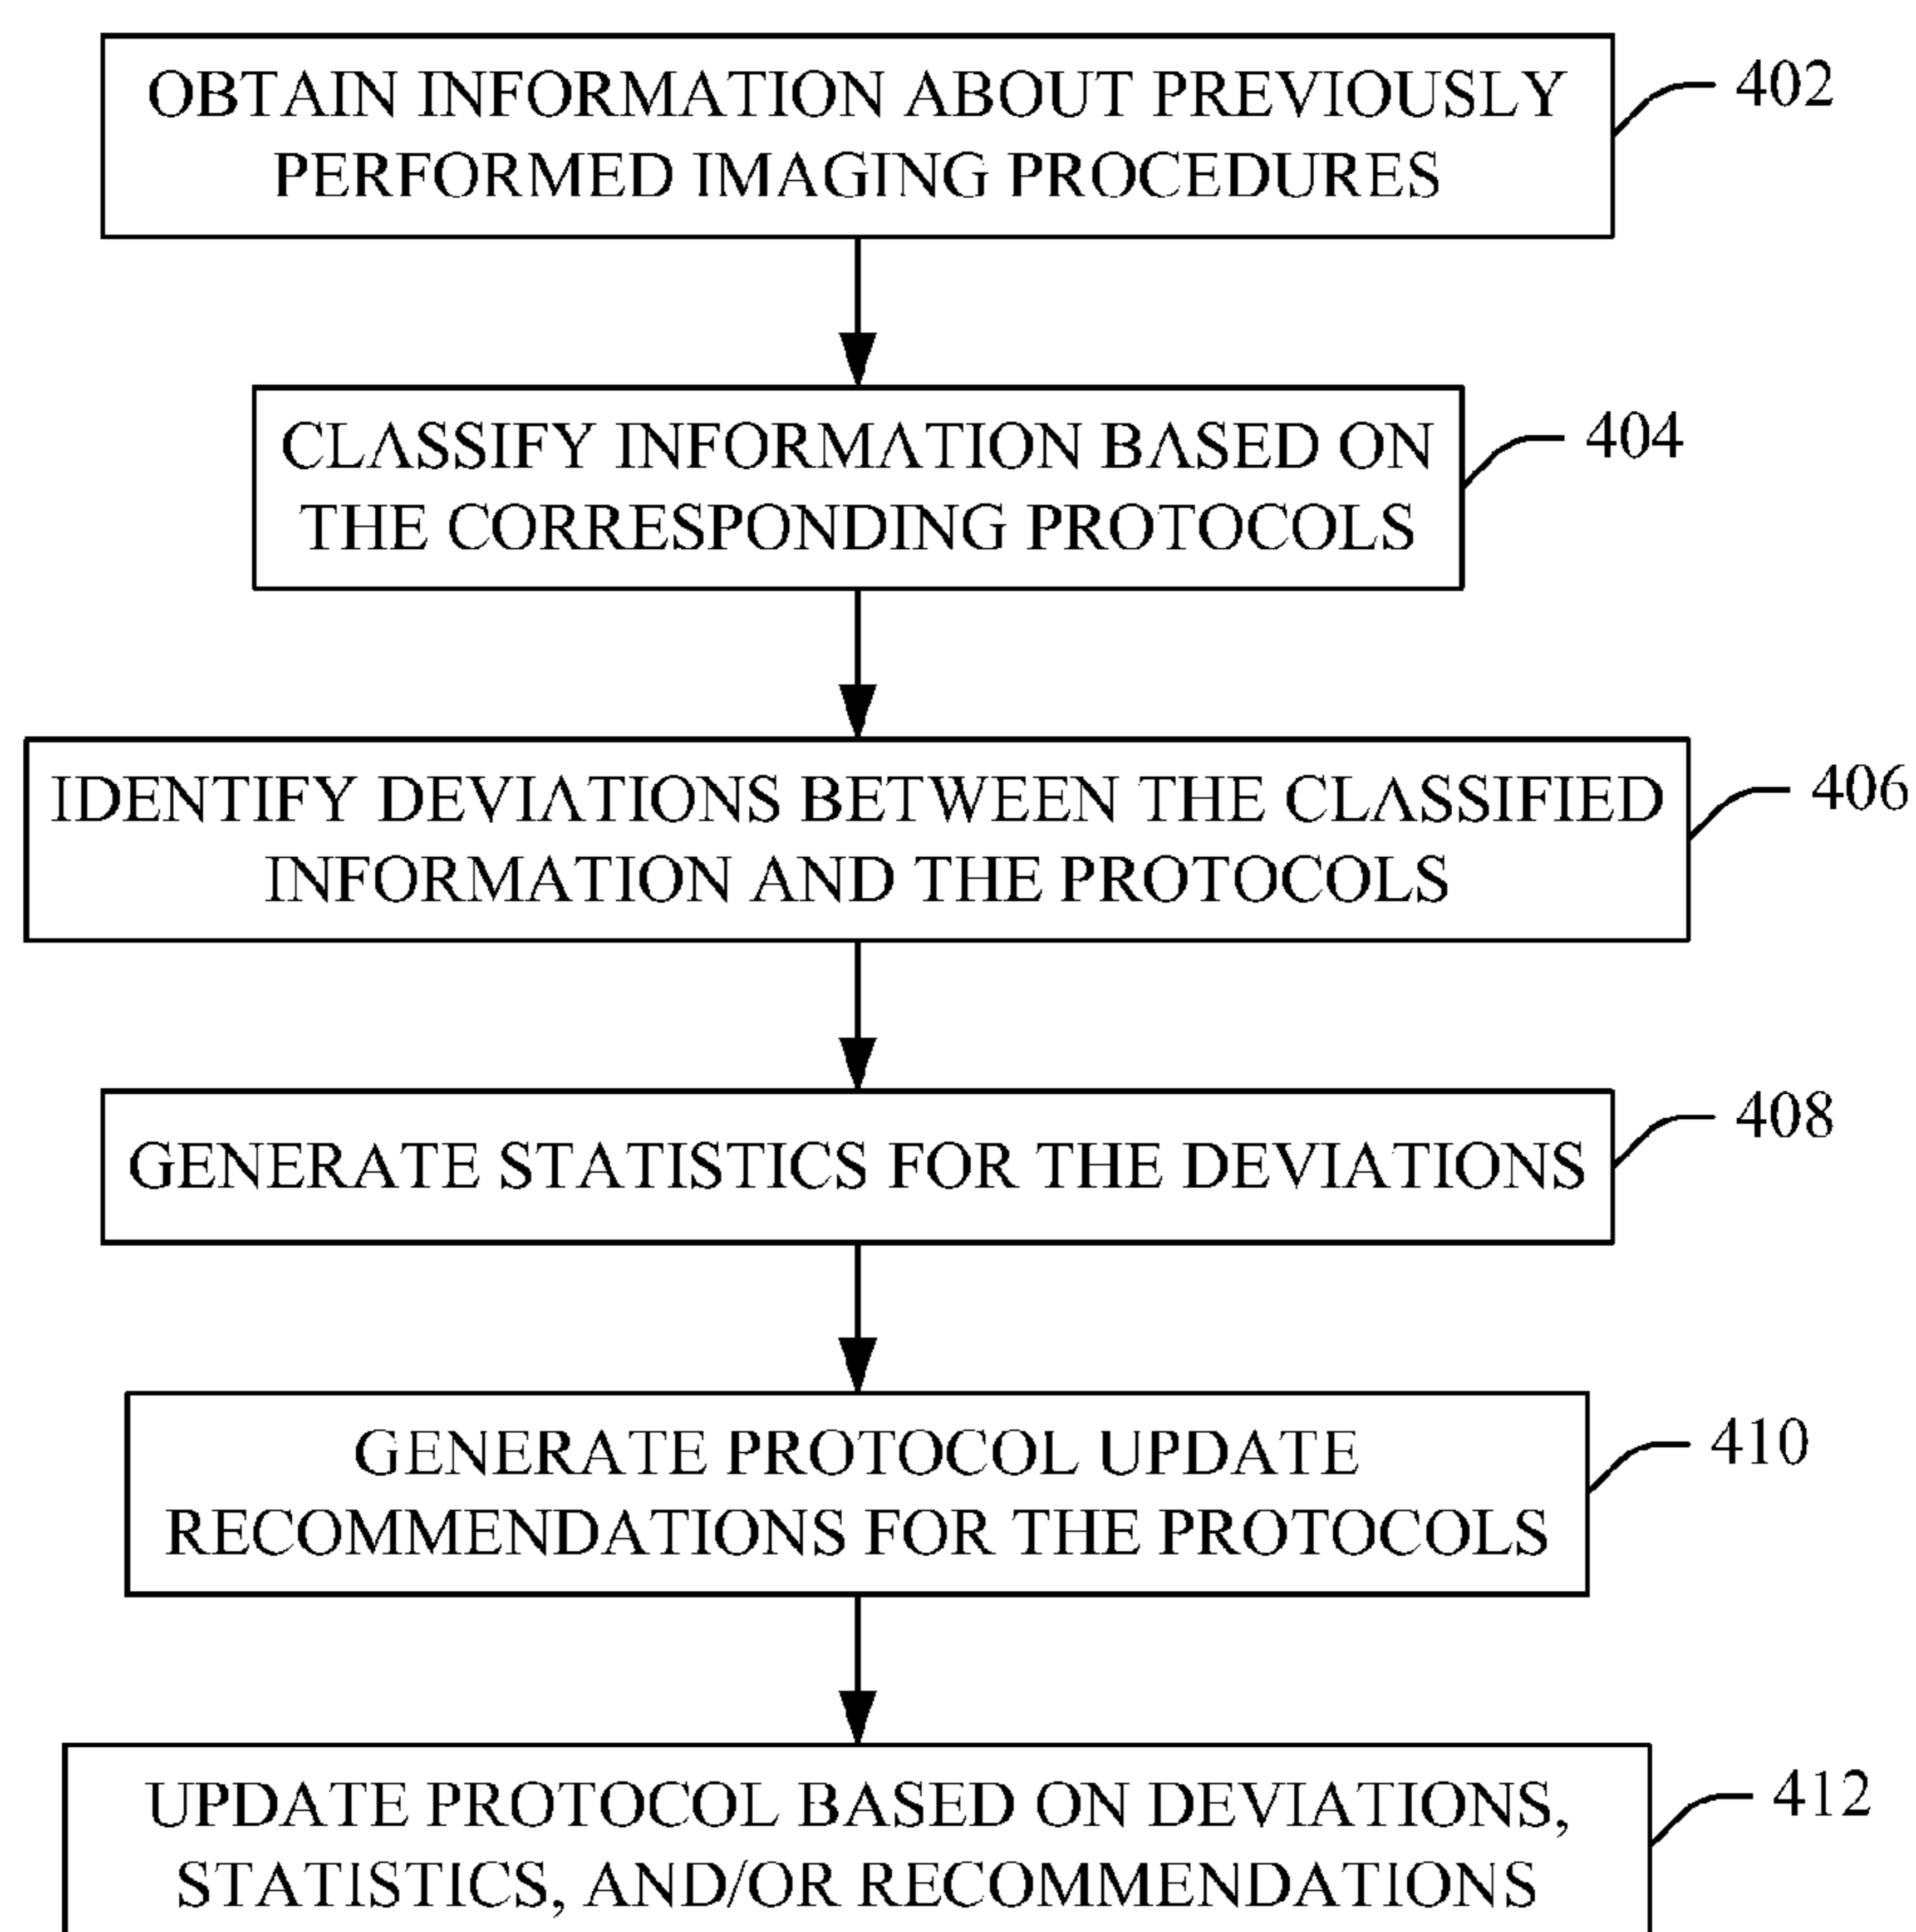 OBTAIN INFORMATION ABOUT PREVIOUSLY
PERFORMED IMAGING PROCEDURES
402
CLASSIFY INFORMATION BASED ON
THE CORRESPONDING PROTOCOLS
404
IDENTIFY DEVIATIONS BETWEEN THE CLASSIFIED
INFORMATION AND THE PROTOCOLS
406
GENERATE STATISTICS FOR THE DEVIATIONS
408
GENERATE PROTOCOL UPDATE
RECOMMENDATIONS FOR THE PROTOCOLS
410
UPDATE PROTOCOL BASED ON DEVIATIONS,
STATISTICS, AND/OR RECOMMENDATIONS
412